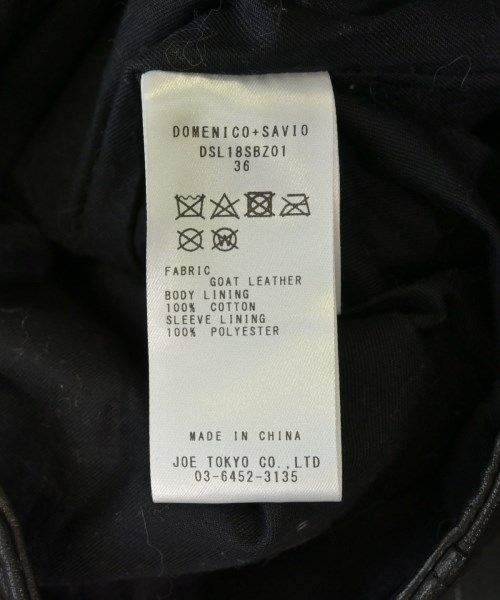 DOMENICO+SAVIO
DSL18SBZ01
36
W
FABRIC
GOAT LEATHER
BODY LINING
100% COTTON
SLEEVE LINING
100% POLYESTER
MADE IN CHINA
JOE TOKYO CO.,LTD
03-6452-3135